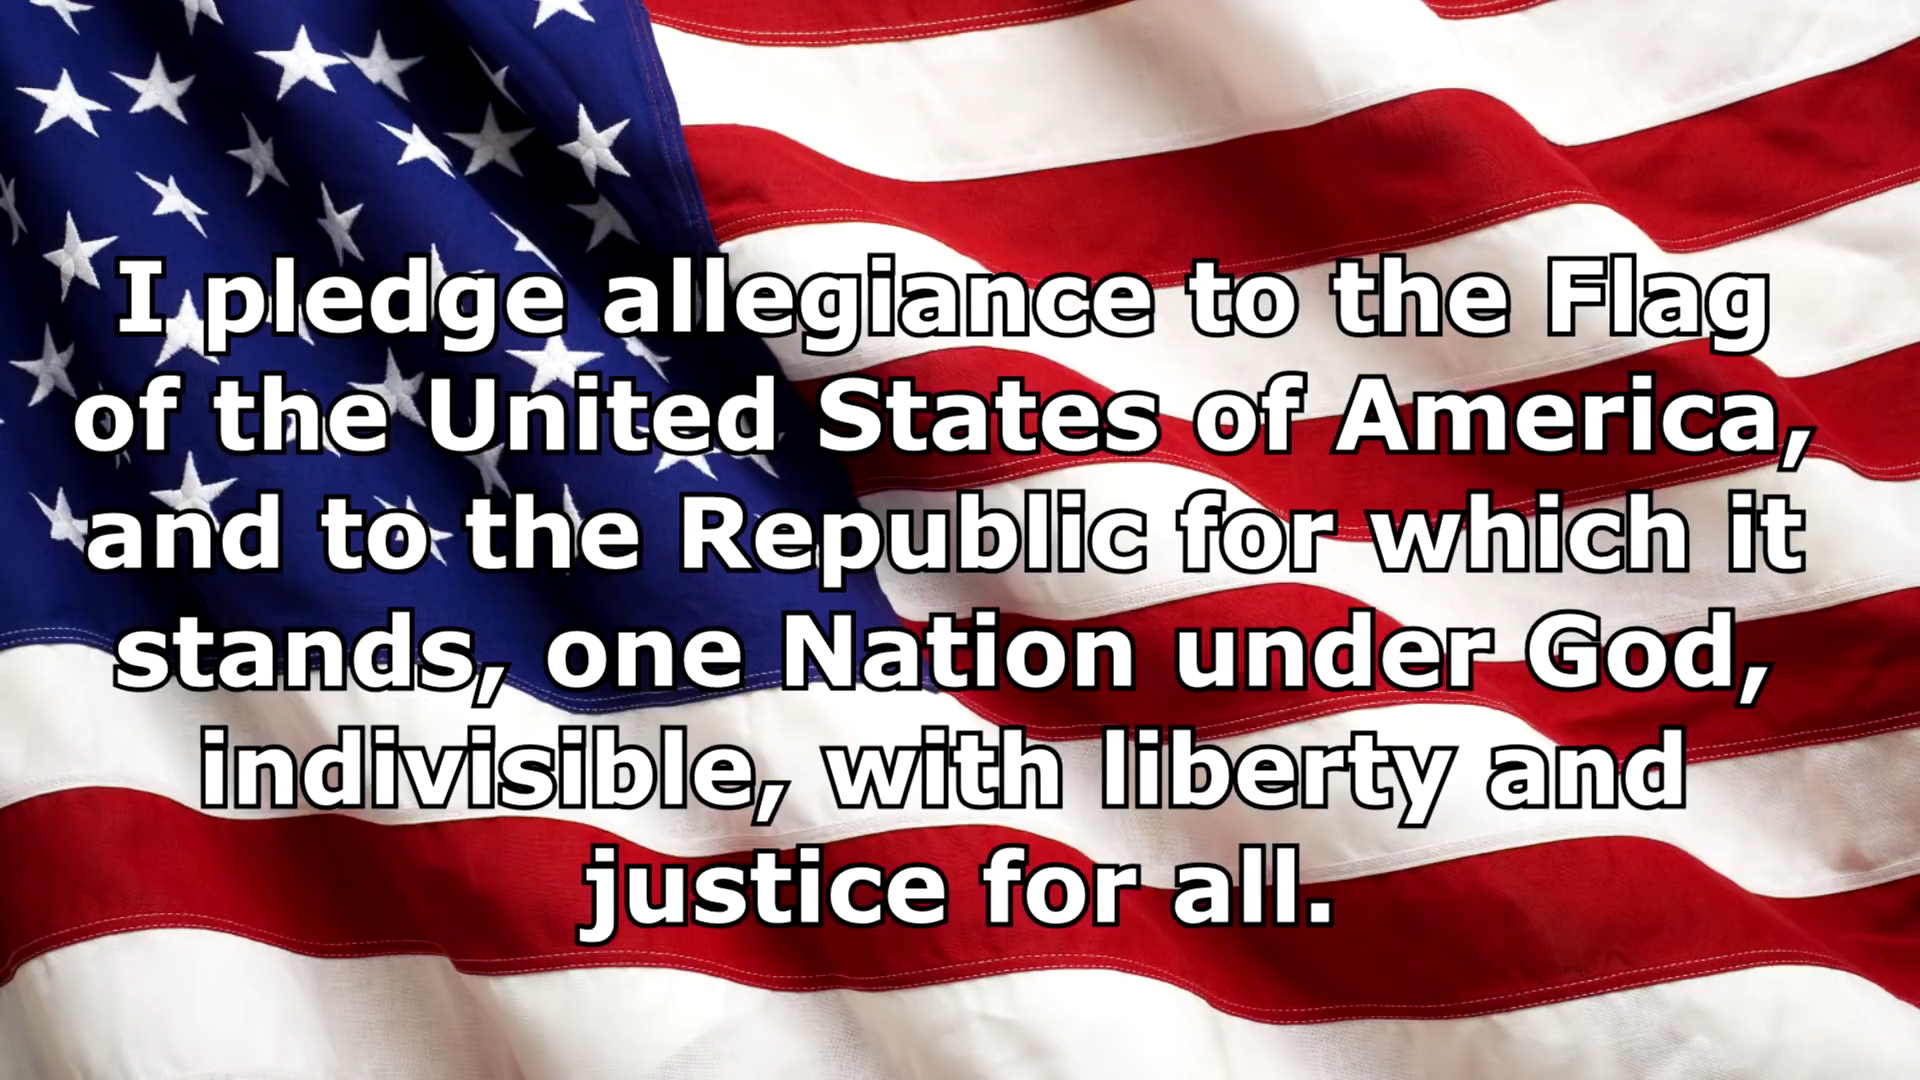 I pledge allegiance to the Flag
of the United States of America,
and to the Republic for which it
stands, one Nation under God,
indivisible, with liberty and
justice for all.